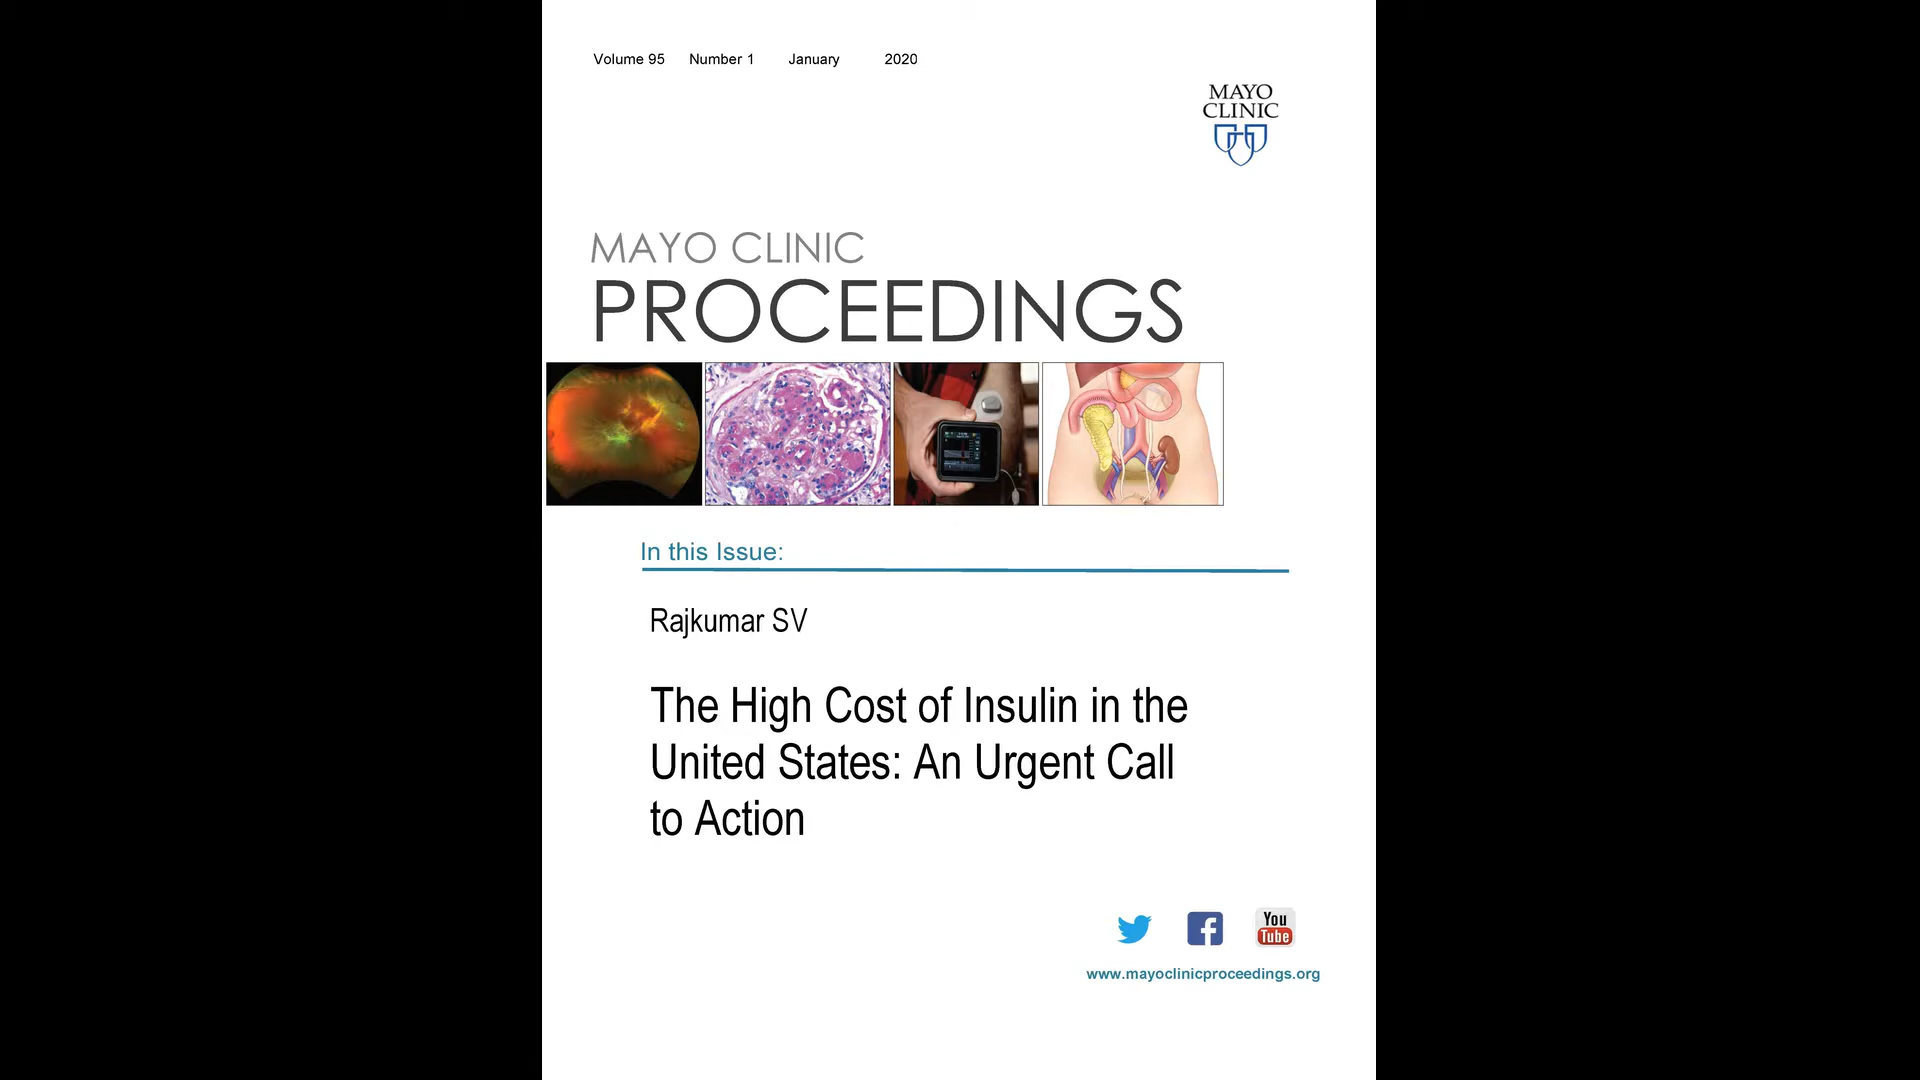 Volume 95 Number 1 January 2020
MAYO
CLINIC
MAYO CLINIC
PROCEEDINGS
In this Issue:
Rajkumar SV
The High Cost of Insulin in the
United States: An Urgent Call
to Action
You
Tube
www.mayoclinicproceedings.org